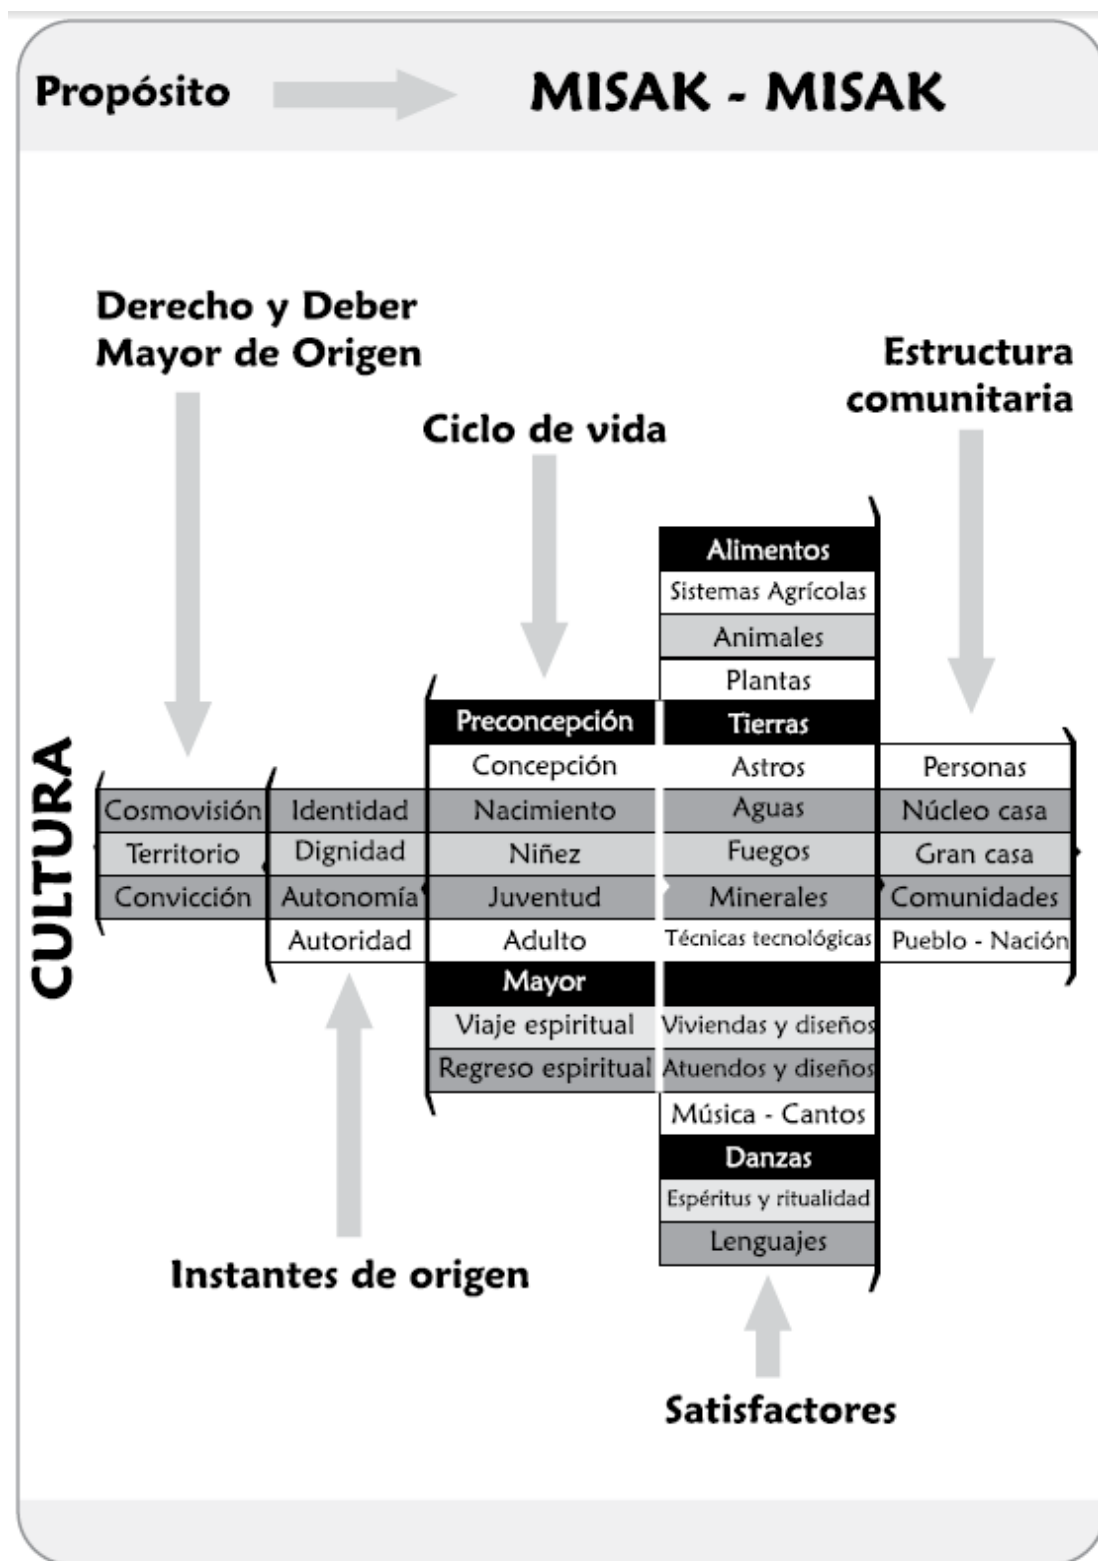 Propósito
MISAK - MISAK
Derecho y Deber
Mayor de Origen
Ciclo de vida
Estructura
comunitaria
CULTURA
Cosmovisión
Territorio
Convicción
Identidad
Dignidad
Autonomía
Autoridad
Preconcepción
Concepción
Nacimiento
Niñez
Juventud
Adulto
Mayor
Viaje espiritual
Regreso espiritual
Alimentos
Sistemas Agrícolas
Animales
Plantas
Tierras
Astros
Aguas
Fuegos
Minerales
Técnicas tecnológicas
Viviendas y diseños
Atuendos y diseños
Música - Cantos
Danzas
Espéritus y ritualidad
Lenguajes
Personas
Núcleo casa
Gran casa
Comunidades
Pueblo - Nación
Instantes de origen
Satisfactores